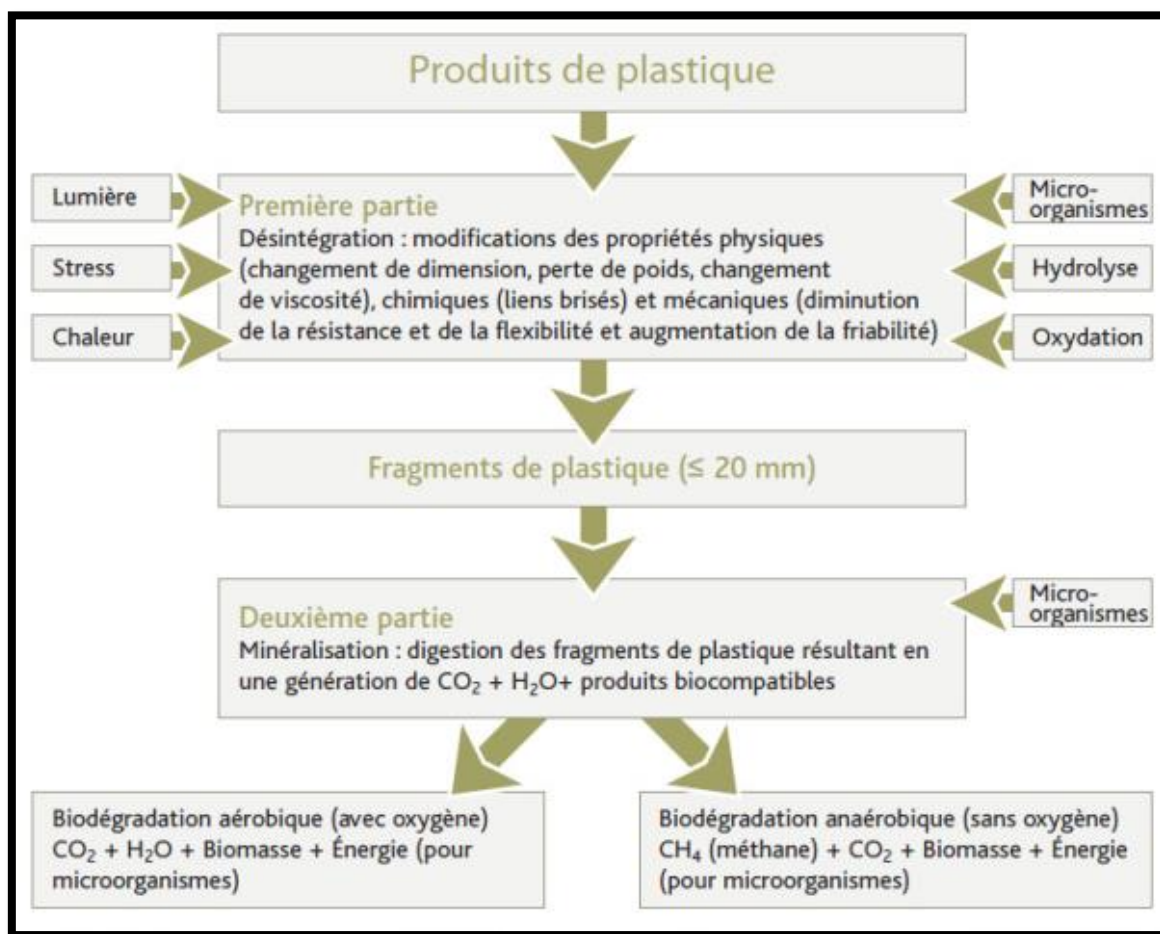 Produits de plastique
Lumière
Stress
Chaleur
Première partie
Désintégration : modifications des propriétés physiques
(changement de dimension, perte de poids, changement
de viscosité), chimiques (liens brisés) et mécaniques (diminution
de la résistance et de la flexibilité et augmentation de la friabilité)
Micro-
organismes
Hydrolyse
Oxydation
Fragments de plastique (≤ 20 mm)
Deuxième partie
Minéralisation : digestion des fragments de plastique résultant en
une génération de CO₂ + H₂O+ produits biocompatibles
Micro-
organismes
Biodégradation aérobique (avec oxygène)
CO₂ + H₂O + Biomasse + Énergie (pour
microorganismes)
Biodégradation anaérobique (sans oxygène)
CH₄ (méthane) + CO₂ + Biomasse + Énergie
(pour microorganismes)